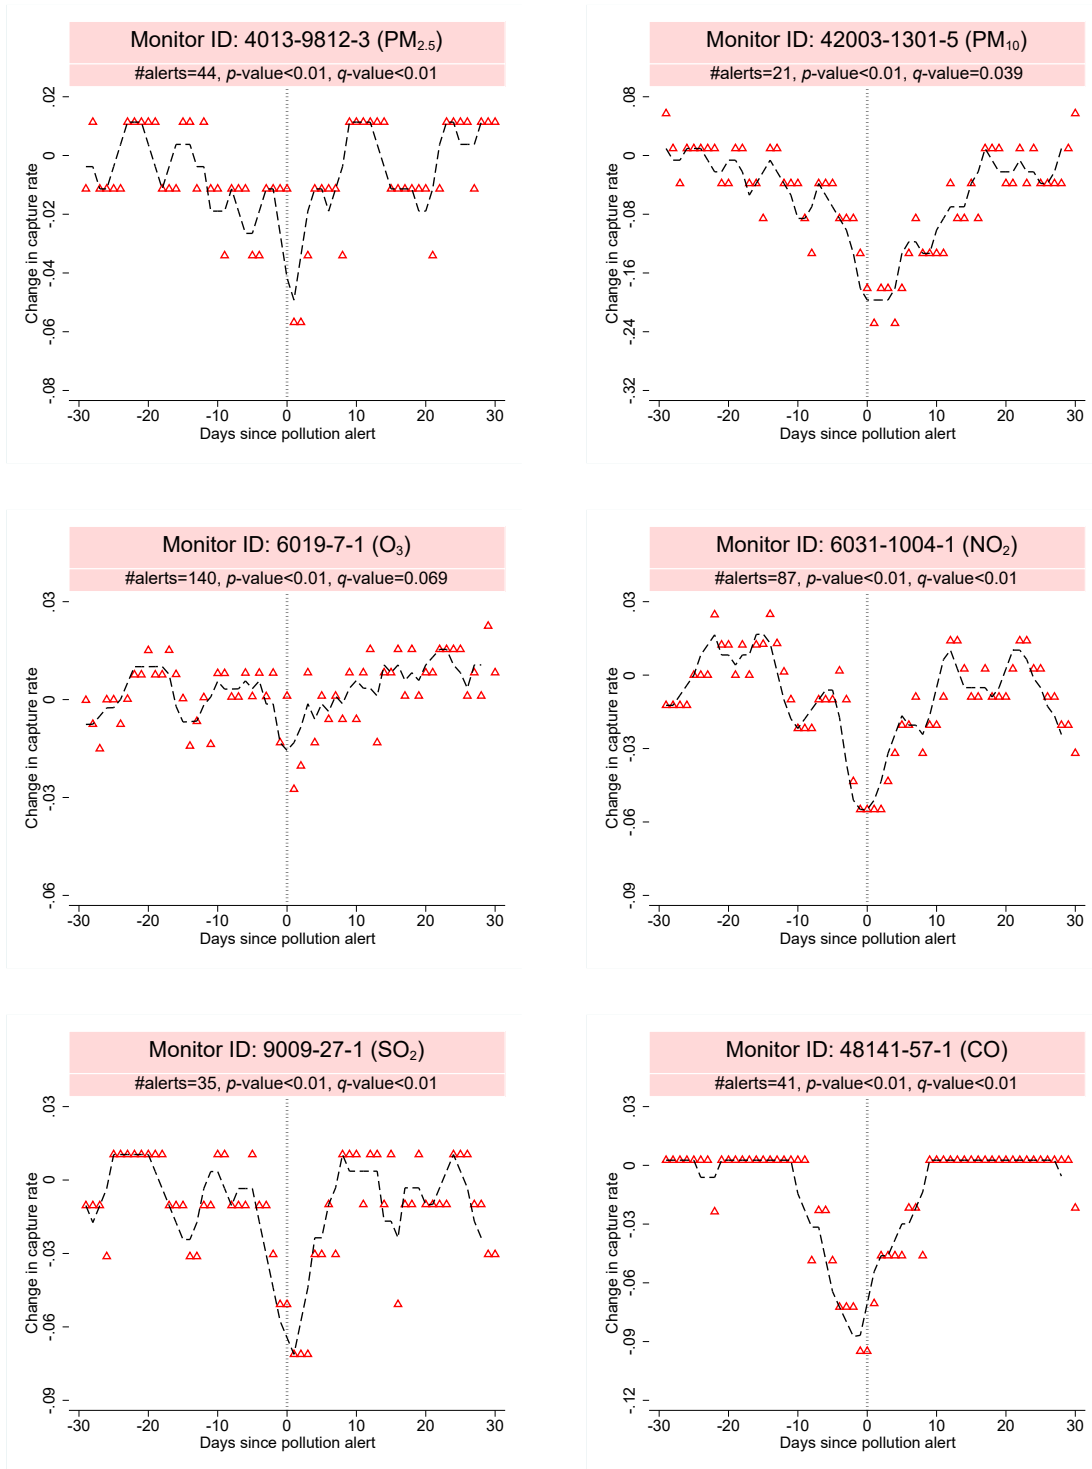 Monitor ID: 4013-9812-3 (PM2.5)
#alerts=44, p-value<0.01, q-value<0.01
Change in capture rate
.02
0
-.02
-.04
-.06
-.08
-30 -20 -10 0 10 20 30
Days since pollution alert
Monitor ID: 42003-1301-5 (PM10)
#alerts=21, p-value<0.01, q-value=0.039
Change in capture rate
.08
0
-.08
-.16
-.24
-.32
-30 -20 -10 0 10 20 30
Days since pollution alert
Monitor ID: 6019-7-1 (O3)
#alerts=140, p-value<0.01, q-value=0.069
Change in capture rate
.03
0
-.03
-.06
-30 -20 -10 0 10 20 30
Days since pollution alert
Monitor ID: 6031-1004-1 (NO2)
#alerts=87, p-value<0.01, q-value<0.01
Change in capture rate
.03
0
-.03
-.06
-.09
-30 -20 -10 0 10 20 30
Days since pollution alert
Monitor ID: 9009-27-1 (SO2)
#alerts=35, p-value<0.01, q-value<0.01
Change in capture rate
.03
0
-.03
-.06
-.09
-30 -20 -10 0 10 20 30
Days since pollution alert
Monitor ID: 48141-57-1 (CO)
#alerts=41, p-value<0.01, q-value<0.01
Change in capture rate
.03
0
-.03
-.06
-.09
-.12
-30 -20 -10 0 10 20 30
Days since pollution alert